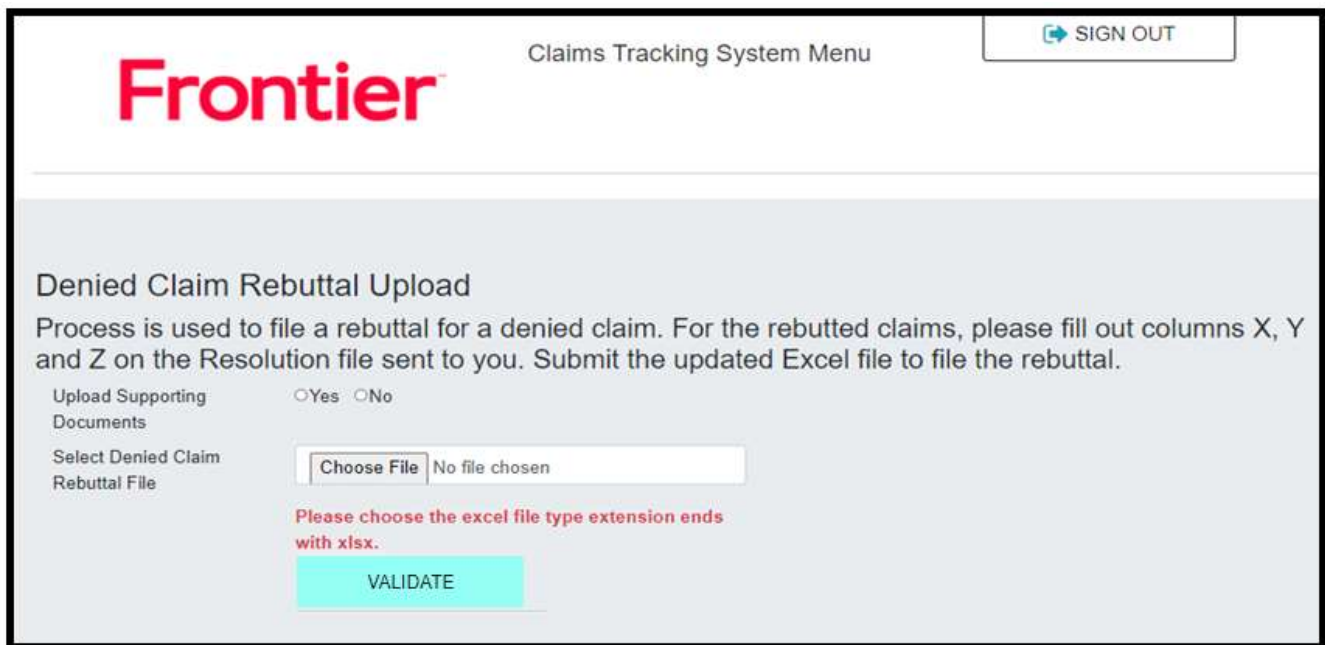 SIGN OUT
Claims Tracking System Menu
Frontier
Denied Claim Rebuttal Upload
Process is used to file a rebuttal for a denied claim. For the rebutted claims, please fill out columns X, Y
and Z on the Resolution file sent to you. Submit the updated Excel file to file the rebuttal.
Upload Supporting
Documents
Yes No
Select Denied Claim
Rebuttal File
Choose File No file chosen
Please choose the excel file type extension ends
with xlsx.
VALIDATE